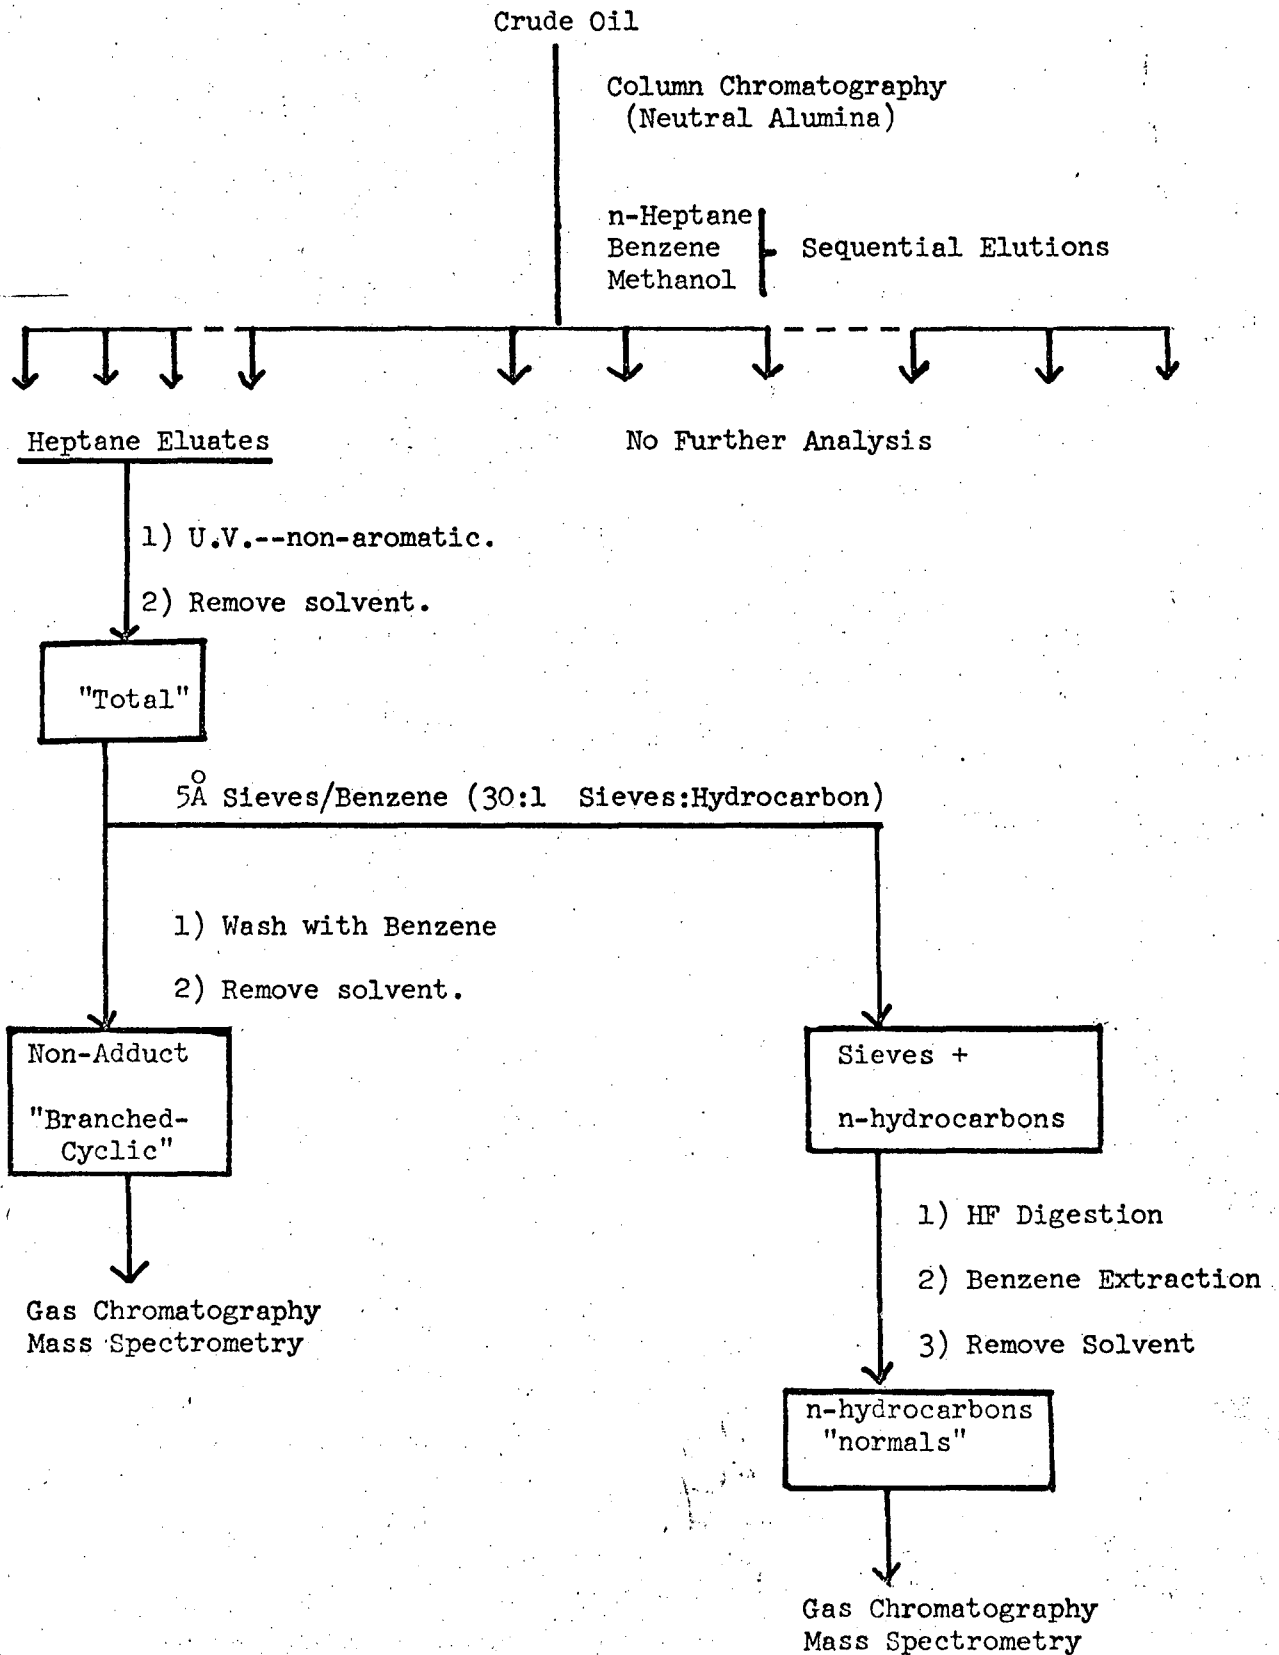 Crude Oil
Column Chromatography
(Neutral Alumina)
n-Heptane
Benzene
Methanol
Sequential Elutions
Heptane Eluates
No Further Analysis
1) U.V.--non-aromatic.
2) Remove solvent.
"Total"
5Å Sieves/Benzene (30:1 Sieves:Hydrocarbon)
1) Wash with Benzene
2) Remove solvent.
Non-Adduct
"Branched-
Cyclic"
Sieves +
n-hydrocarbons
1) HF Digestion
2) Benzene Extraction
3) Remove Solvent
Gas Chromatography
Mass Spectrometry
n-hydrocarbons
"normals"
Gas Chromatography
Mass Spectrometry